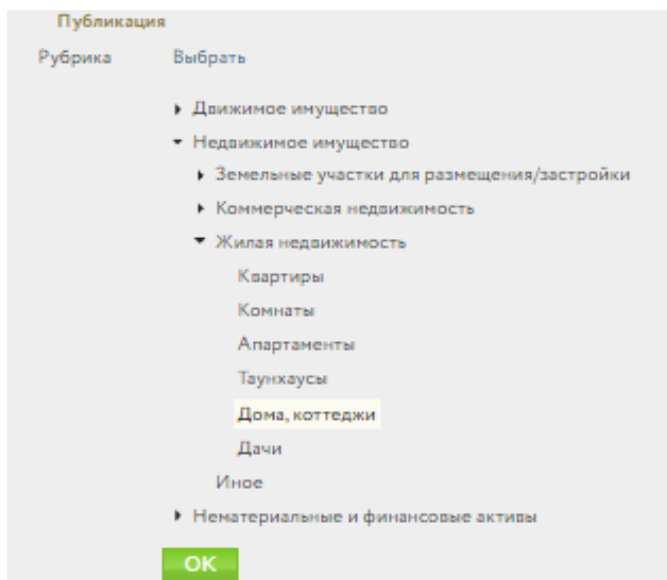 Публикация
Рубрика Выбрать
Движимое имущество
Недвижимое имущество
Земельные участки для размещения/застройки
Коммерческая недвижимость
Жилая недвижимость
Квартиры
Комнаты
Апартаменты
Таунхаусы
Дома, коттеджи
Дачи
Иное
Нематериальные и финансовые активы
OK